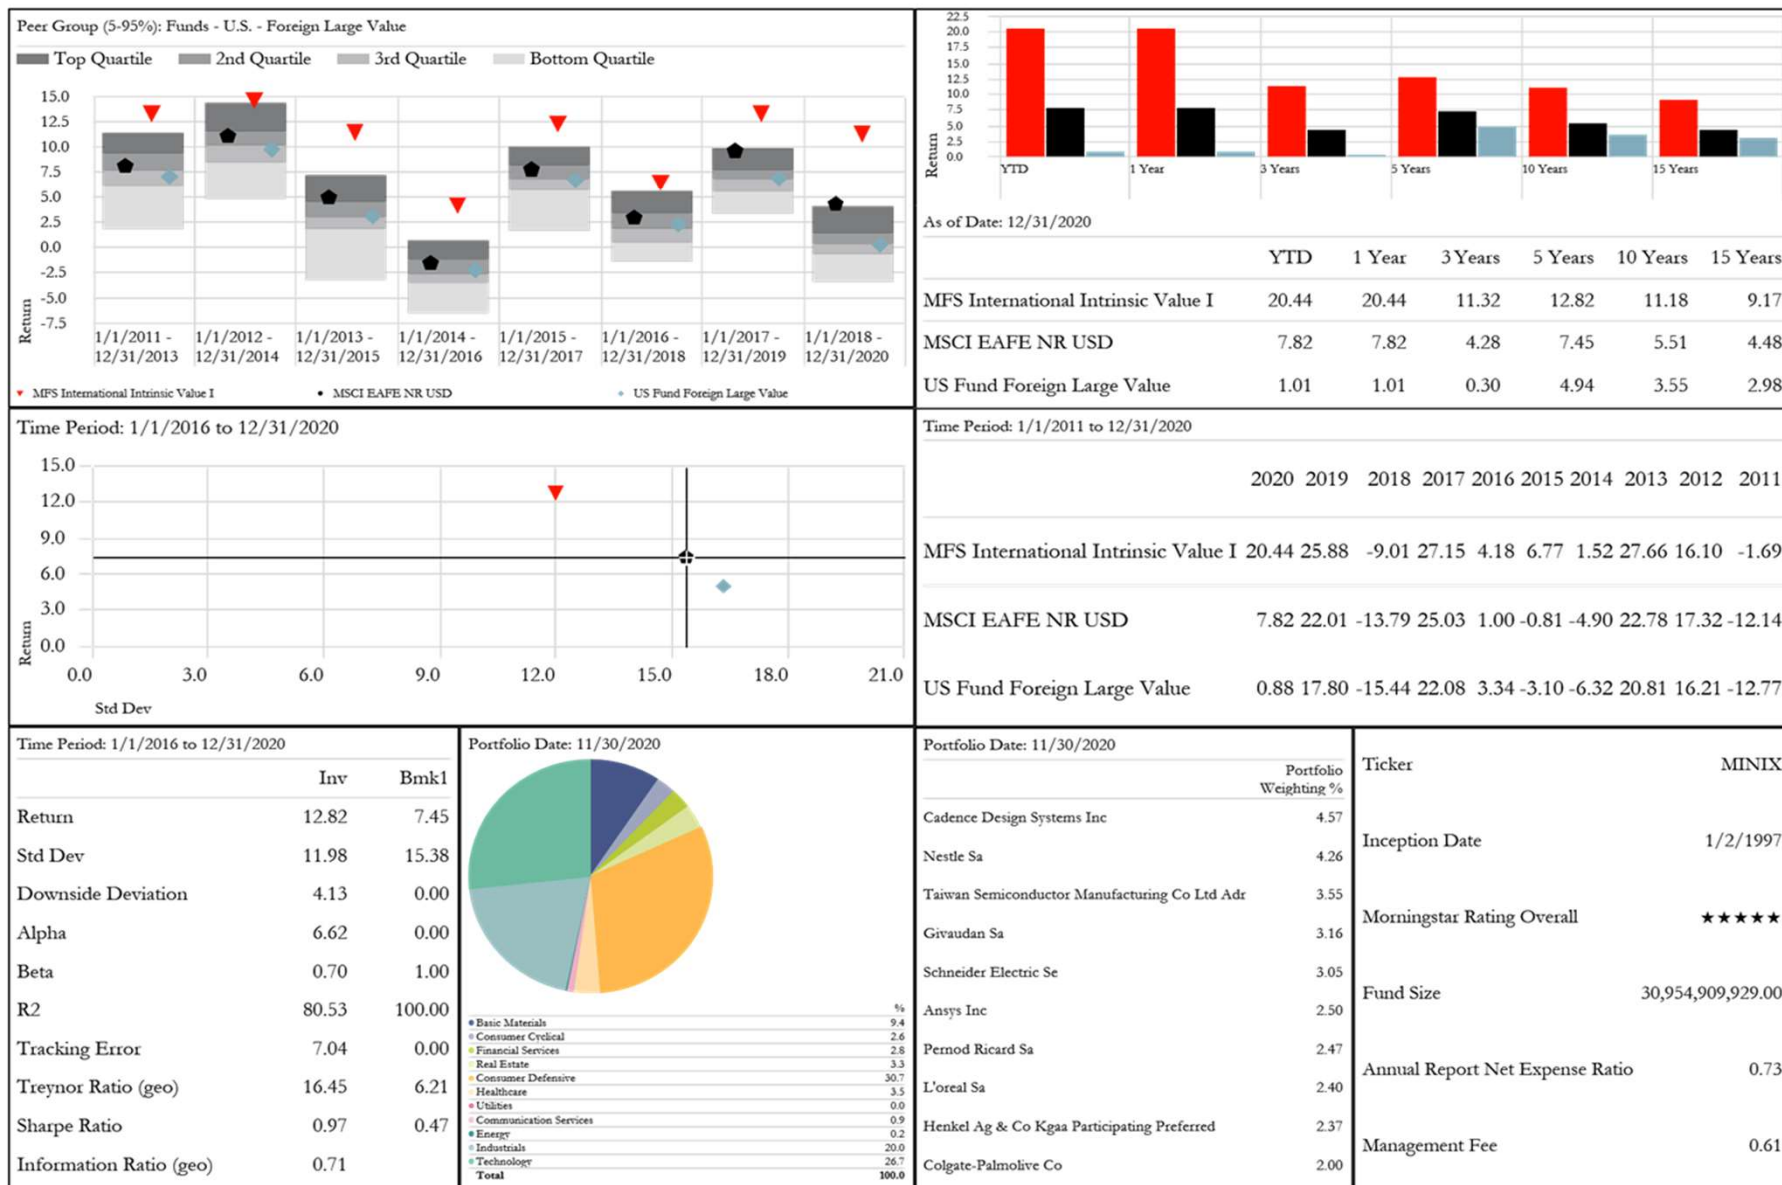 Peer Group (5-95%): Funds - U.S. - Foreign Large Value
Top Quartile 2nd Quartile 3rd Quartile Bottom Quartile
15.0
12.5
10.0
7.5
5.0
2.5
0.0
-2.5
-5.0
-7.5
Return
1/1/2011 - 1/1/2012 - 1/1/2013 - 1/1/2014 - 1/1/2015 - 1/1/2016 - 1/1/2017 - 1/1/2018 -
12/31/2013 12/31/2014 12/31/2015 12/31/2016 12/31/2017 12/31/2018 12/31/2019 12/31/2020
MFS International Intrinsic Value I MSCI EAFE NR USD US Fund Foreign Large Value
22.5
20.0
17.5
15.0
12.5
10.0
7.5
5.0
2.5
0.0
Return
YTD 1 Year 3 Years 5 Years 10 Years 15 Years
As of Date: 12/31/2020
YTD 1 Year 3 Years 5 Years 10 Years 15 Years
MFS International Intrinsic Value I 20.44 20.44 11.32 12.82 11.18 9.17
MSCI EAFE NR USD 7.82 7.82 4.28 7.45 5.51 4.48
US Fund Foreign Large Value 1.01 1.01 0.30 4.94 3.55 2.98
Time Period: 1/1/2016 to 12/31/2020
15.0
12.0
9.0
6.0
3.0
0.0
Return
0.0 3.0 6.0 9.0 12.0 15.0 18.0 21.0
Std Dev
Time Period: 1/1/2011 to 12/31/2020
2020 2019 2018 2017 2016 2015 2014 2013 2012 2011
MFS International Intrinsic Value I 20.44 25.88 -9.01 27.15 4.18 6.77 1.52 27.66 16.10 -1.69
MSCI EAFE NR USD 7.82 22.01 -13.79 25.03 1.00 -0.81 -4.90 22.78 17.32 -12.14
US Fund Foreign Large Value 0.88 17.80 -15.44 22.08 3.34 -3.10 -6.32 20.81 16.21 -12.77
Time Period: 1/1/2016 to 12/31/2020
Inv Bmk1
Return 12.82 7.45
Std Dev 11.98 15.38
Downside Deviation 4.13 0.00
Alpha 6.62 0.00
Beta 0.70 1.00
R2 80.53 100.00
Tracking Error 7.04 0.00
Treynor Ratio (geo) 16.45 6.21
Sharpe Ratio 0.97 0.47
Information Ratio (geo) 0.71
Portfolio Date: 11/30/2020
%
Basic Materials 9.4
Consumer Cyclical 2.6
Financial Services 2.8
Real Estate 3.3
Consumer Defensive 30.7
Healthcare 3.5
Utilities 0.0
Communication Services 0.9
Energy 0.2
Industrials 20.0
Technology 26.7
Total 100.0
Portfolio Date: 11/30/2020
Portfolio
Weighting %
Cadence Design Systems Inc 4.57
Nestle Sa 4.26
Taiwan Semiconductor Manufacturing Co Ltd Adr 3.55
Givaudan Sa 3.16
Schneider Electric Se 3.05
Ansys Inc 2.50
Pernod Ricard Sa 2.47
L'oreal Sa 2.40
Henkel Ag & Co Kgaa Participating Preferred 2.37
Colgate-Palmolive Co 2.00
Ticker MINIX
Inception Date 1/2/1997
Morningstar Rating Overall ★★★★★
Fund Size 30,954,909,929.00
Annual Report Net Expense Ratio 0.73
Management Fee 0.61